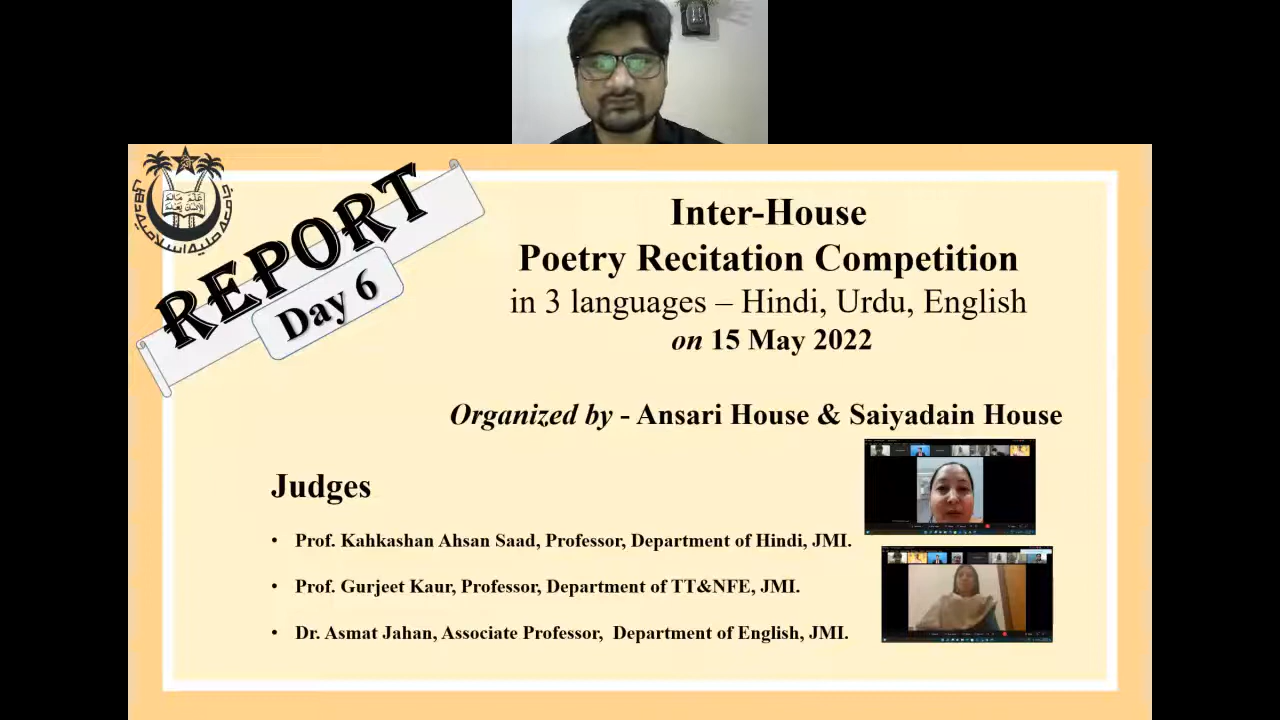 REPORT
Day 6
Inter-House
Poetry Recitation Competition
in 3 languages – Hindi, Urdu, English
on 15 May 2022
Organized by - Ansari House & Saiyadain House
Judges
• Prof. Kahkashan Ahsan Saad, Professor, Department of Hindi, JMI.
• Prof. Gurjeet Kaur, Professor, Department of TT&NFE, JMI.
• Dr. Asmat Jahan, Associate Professor, Department of English, JMI.